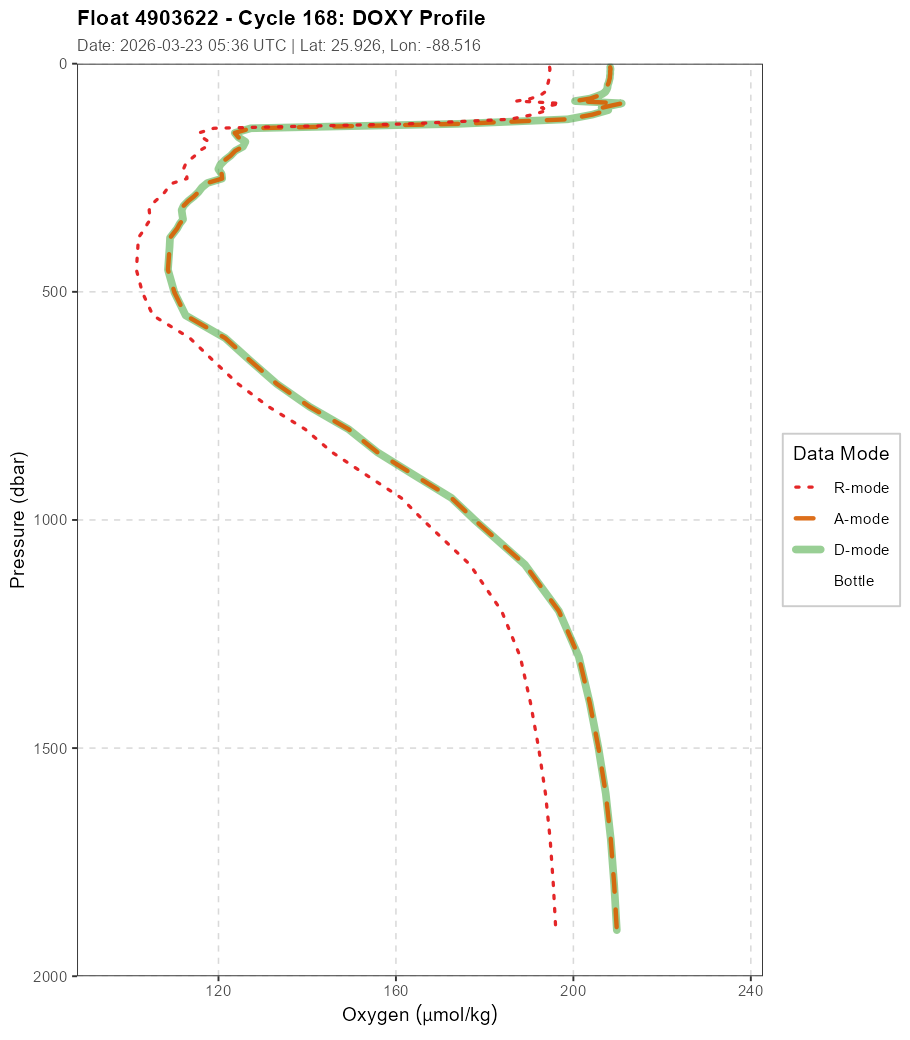 Float 4903622 - Cycle 168: DOXY Profile
Date: 2026-03-23 05:36 UTC | Lat: 25.926, Lon: -88.516
0
500
1000
1500
2000
Pressure (dbar)
120 160 200 240
Oxygen (μmol/kg)
Data Mode
R-mode
A-mode
D-mode
Bottle